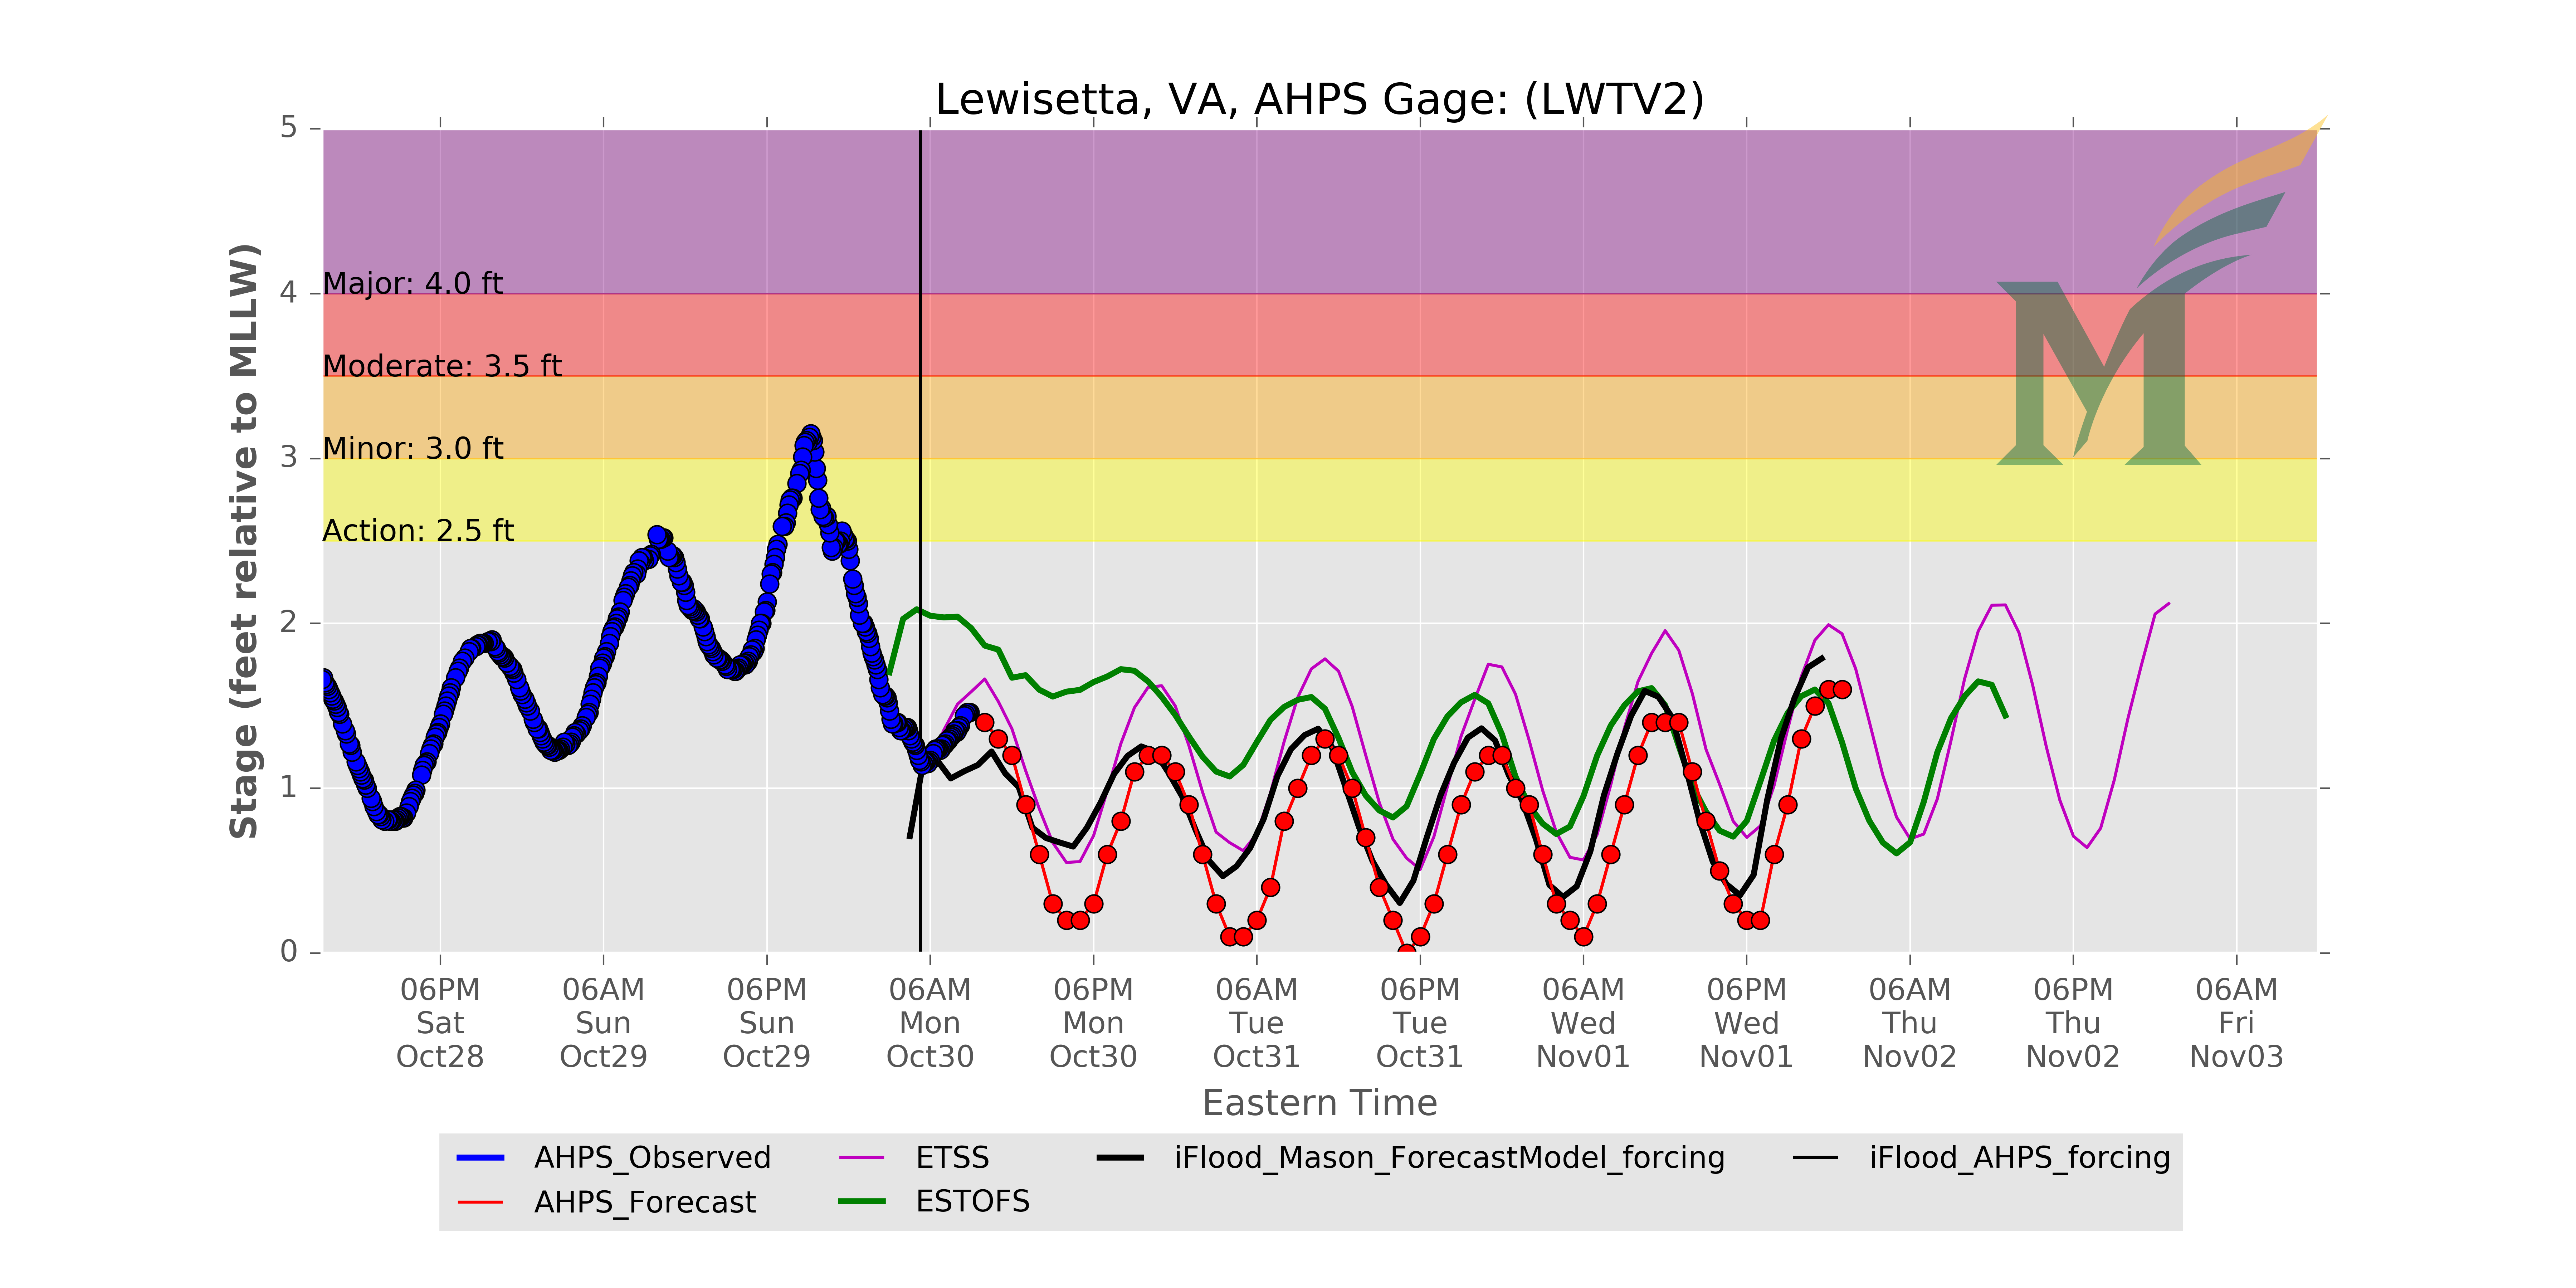 Lewisetta, VA, AHPS Gage: (LWTV2)
Stage (feet relative to MLLW)
5
4
3
2
1
0
Major: 4.0 ft
Moderate: 3.5 ft
Minor: 3.0 ft
Action: 2.5 ft
M
06PM 06AM 06PM 06AM 06PM 06AM 06PM 06AM 06PM 06AM 06PM 06AM
Sat Sun Sun Mon Mon Tue Tue Wed Wed Thu Thu Fri
Oct28 Oct29 Oct29 Oct30 Oct30 Oct31 Oct31 Nov01 Nov01 Nov02 Nov02 Nov03
Eastern Time
AHPS_Observed ETSS iFlood_Mason_ForecastModel_forcing iFlood_AHPS_forcing
AHPS_Forecast ESTOFS